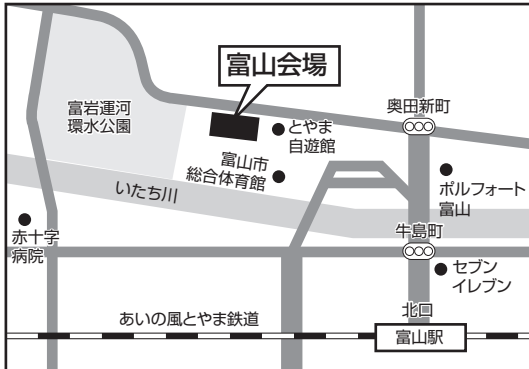 富山会場
奥田新町
富岩運河
環水公園
とやま
自遊館
富山市
総合体育館
ボルフォート
富山
いたち川
赤十字
病院
牛島町
セブン
イレブン
北口
あいの風とやま鉄道
富山駅